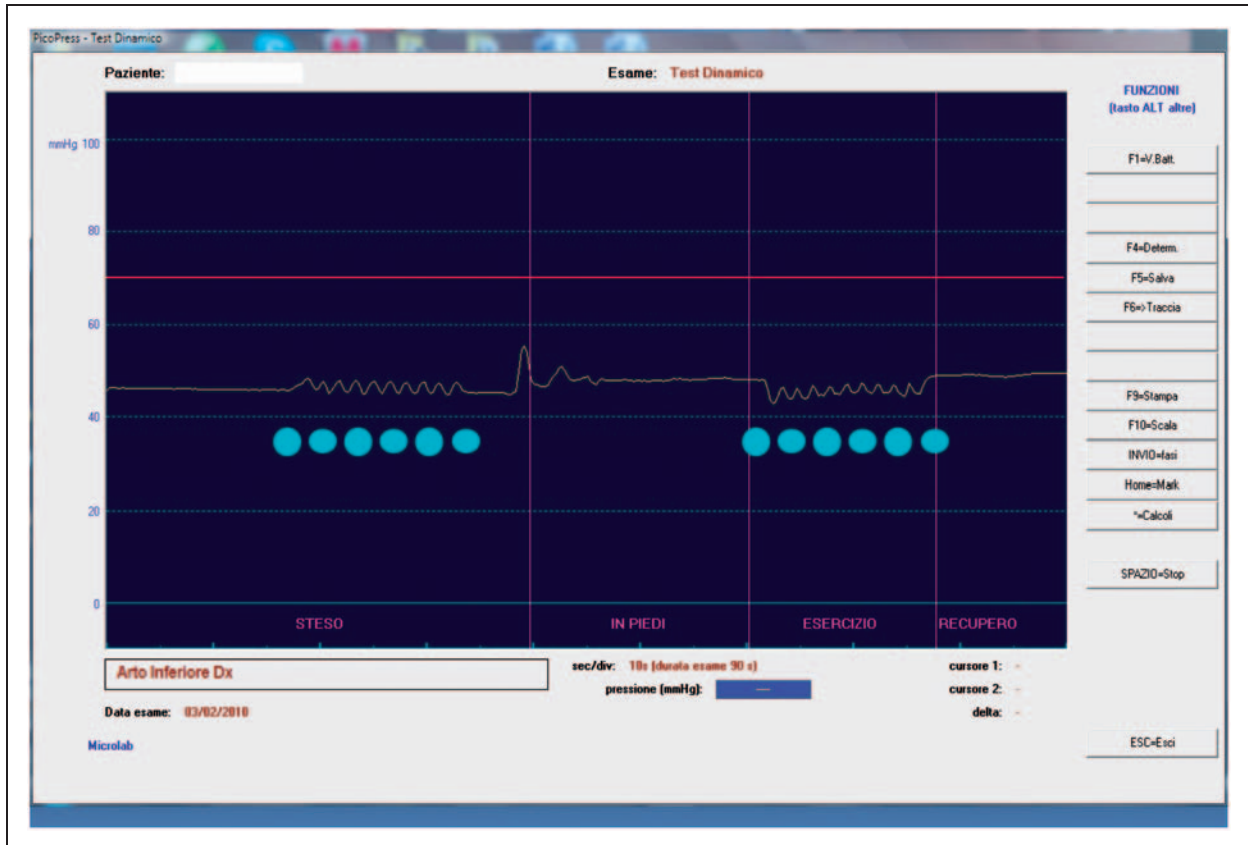 PicoPress - Test Dinamico
Paziente:
Esame: Test Dinamico
FUNZIONI
(tasto ALT altre)
mmHg 100
80
60
40
20
0
STESO
IN PIEDI
ESERCIZIO
RECUPERO
F1=V.Batt.
F4=Determ.
F5=Salva
F6=>Traccia
F9=Stampa
F10=Scala
INVIO=fasi
Home=Mark
*=Calcoli
SPAZIO=Stop
ESC=Esci
Arto Inferiore Dx
sec/div: 10s (durata esame 90 s)
pressione (mmHg): ---
cursore 1: -
cursore 2: -
delta: -
Data esame: 03/02/2010
Microlab